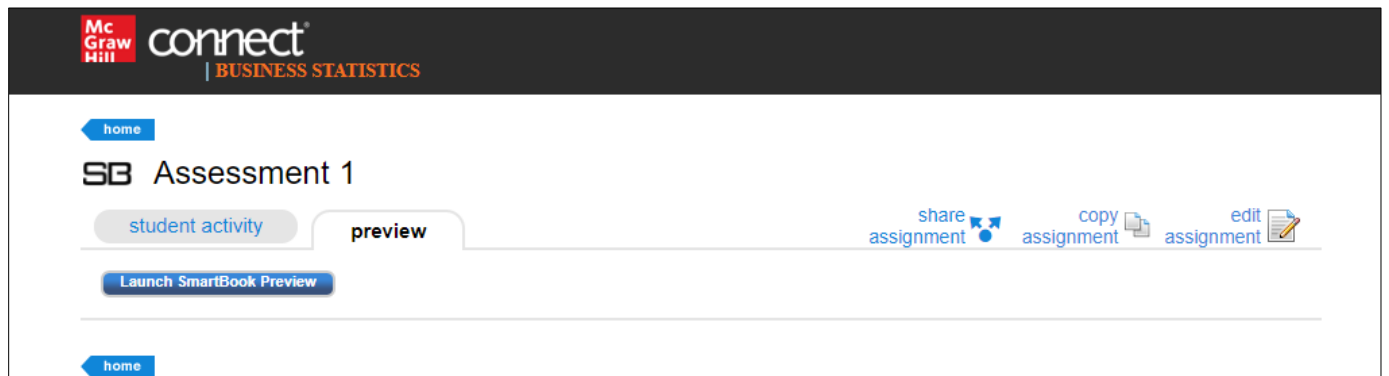 Mc
Graw
Hill
connect®
| BUSINESS STATISTICS
home
SB Assessment 1
student activity
preview
share
assignment
copy
assignment
edit
assignment
Launch SmartBook Preview
home